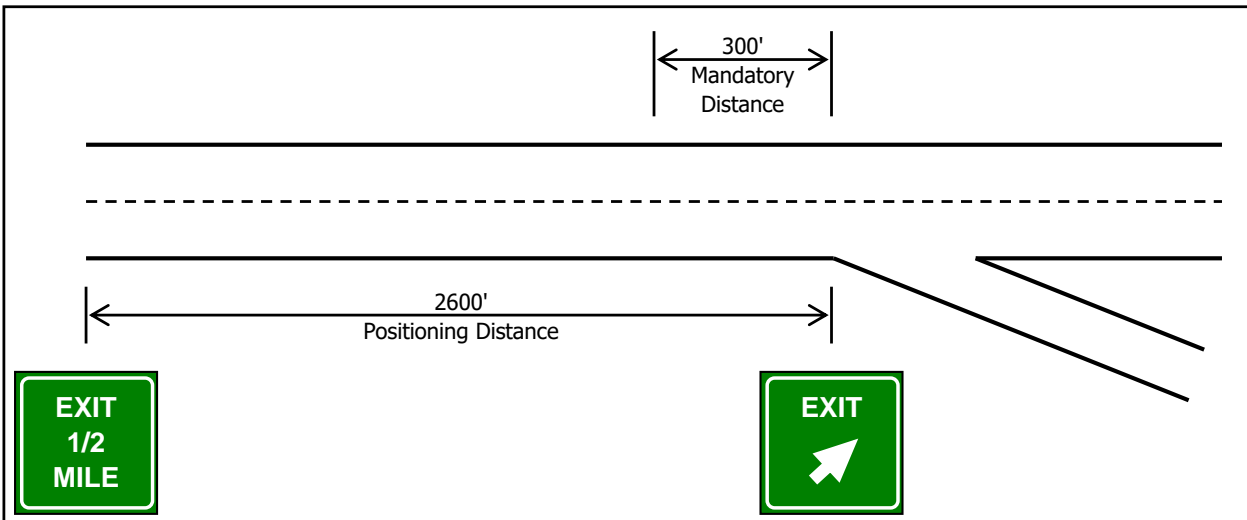 300'
Mandatory
Distance
2600'
Positioning Distance
EXIT
1/2
MILE
EXIT